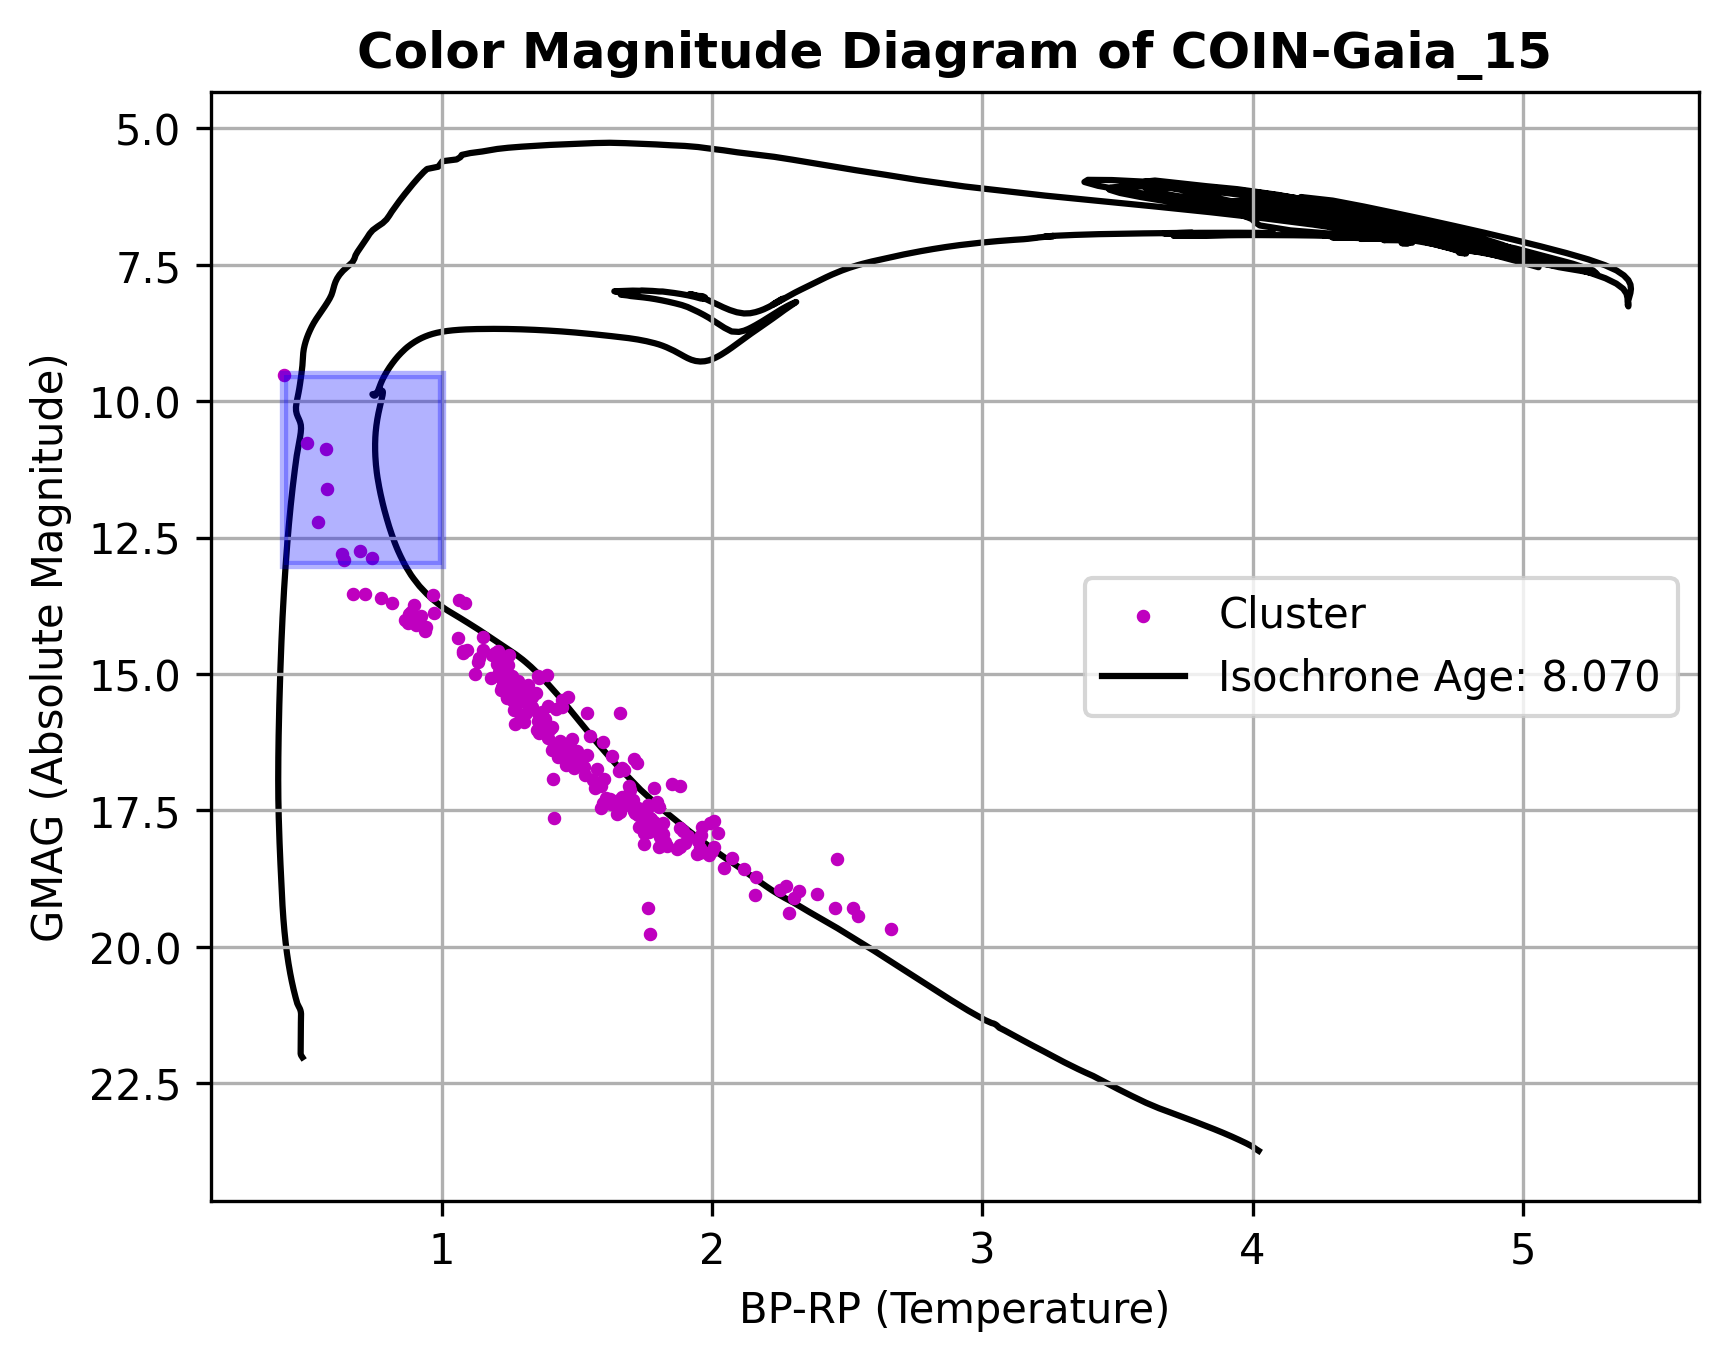 Color Magnitude Diagram of COIN-Gaia_15
GMAG (Absolute Magnitude)
5.0
7.5
10.0
12.5
15.0
17.5
20.0
22.5
Cluster
Isochrone Age: 8.070
1
2
3
4
5
BP-RP (Temperature)